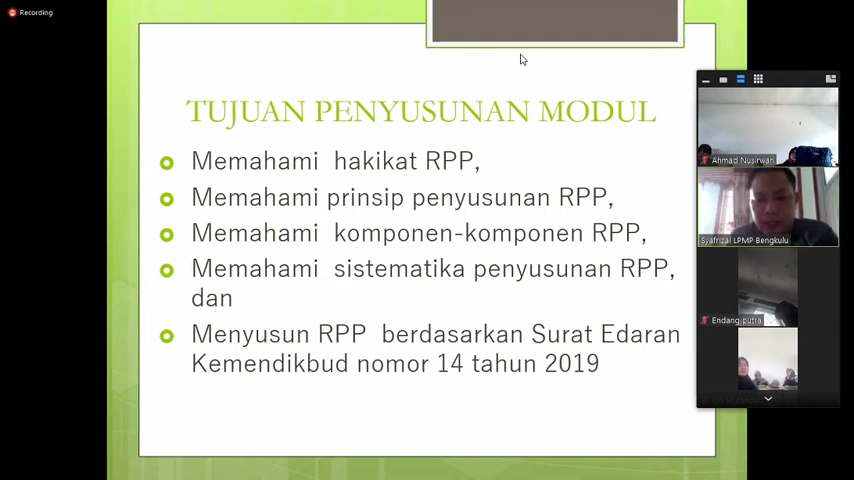 Recording
TUJUAN PENYUSUNAN MODUL
Memahami hakikat RPP,
Memahami prinsip penyusunan RPP,
Memahami komponen-komponen RPP,
Memahami sistematika penyusunan RPP,
dan
Menyusun RPP berdasarkan Surat Edaran
Kemendikbud nomor 14 tahun 2019
Ahmad Nusirwan
Syafrizal LPMP Bengkulu
Endang putra